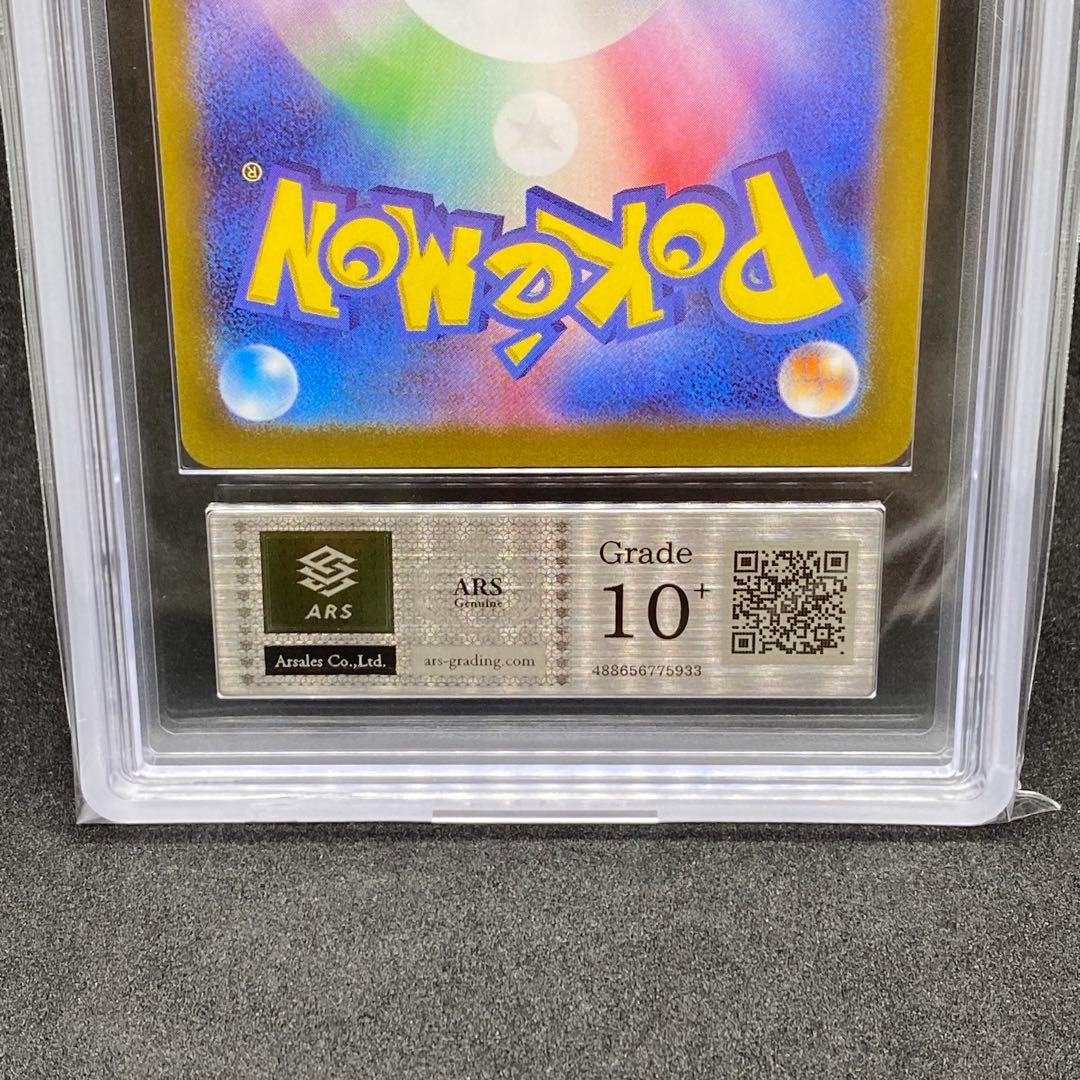 Pokémon
®
ARS
Arsales Co.,Ltd.
ARS
Genuine
ars-grading.com
Grade
10+
488656775933